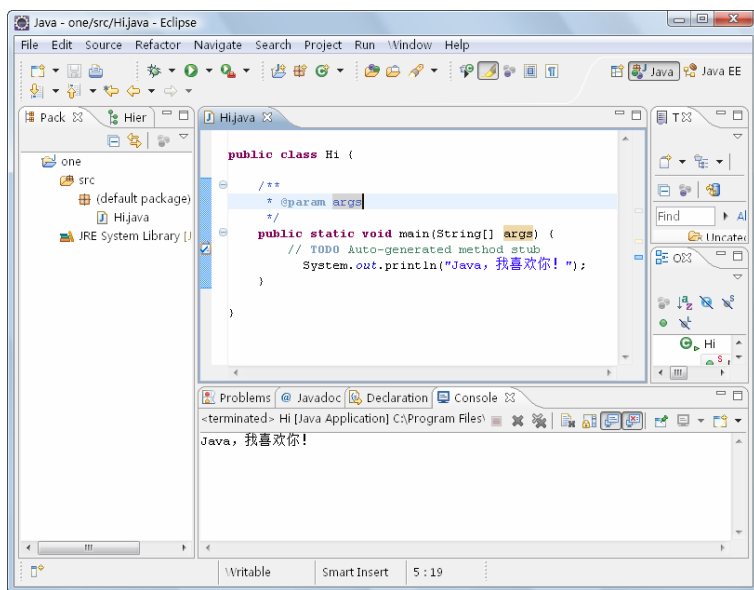 Java - one/src/Hi.java - Eclipse
File Edit Source Refactor Navigate Search Project Run Window Help
Java Java EE
Pack Hier
one
src
(default package)
Hi.java
JRE System Library [J
Hi.java
public class Hi {
/**
* @param args
*/
public static void main(String[] args) {
// TODO Auto-generated method stub
System.out.println("Java，我喜欢你！");
}
}
T
Find Al
Uncate
O
Hi
S
Problems @ Javadoc Declaration Console
<terminated> Hi [Java Application] C:\Program Files\
Java，我喜欢你！
Writable Smart Insert 5 : 19